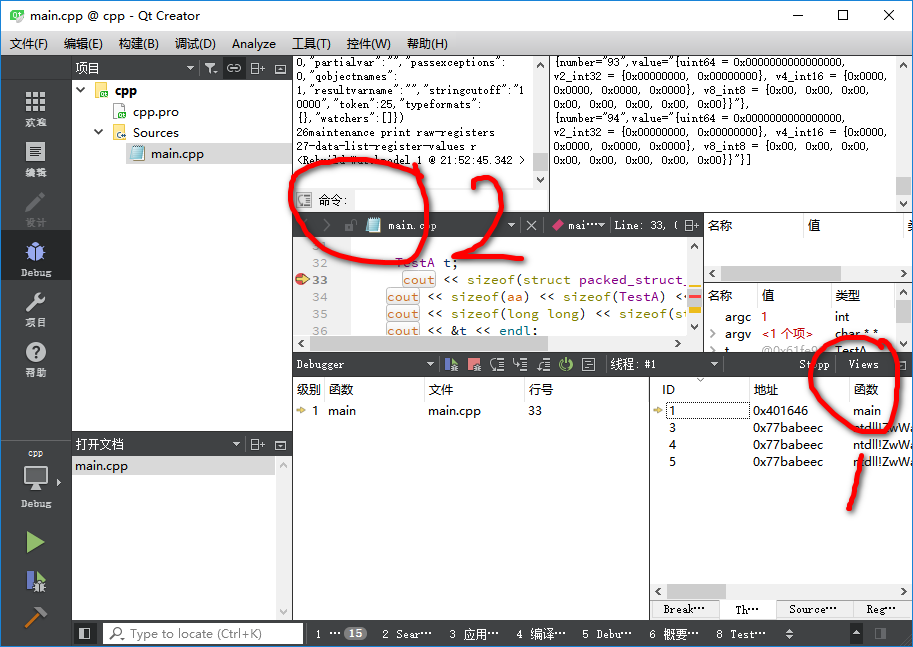 main.cpp @ cpp - Qt Creator
文件(F) 编辑(E) 构建(B) 调试(D) Analyze 工具(T) 控件(W) 帮助(H)
项目
cpp
cpp.pro
Sources
main.cpp
欢迎
编辑
设计
Debug
项目
帮助
cpp
Debug
0,"partialvar":"","passexceptions":
0,"qobjectnames":
1,"resultvarname":"","stringcutoff":"1
0000","token":25,"typeformats":
{},"watchers":[]})
26maintenance print raw-registers
27-data-list-register-values r
1 @ 21:52:45.342 >
命令:
{number="93",value="{uint64 = 0x0000000000000000,
v2_int32 = {0x00000000, 0x00000000}, v4_int16 = {0x0000,
0x0000, 0x0000, 0x0000}, v8_int8 = {0x00, 0x00, 0x00,
0x00, 0x00, 0x00, 0x00, 0x00}}"},
{number="94",value="{uint64 = 0x0000000000000000,
v2_int32 = {0x00000000, 0x00000000}, v4_int16 = {0x0000,
0x0000, 0x0000, 0x0000}, v8_int8 = {0x00, 0x00, 0x00,
0x00, 0x00, 0x00, 0x00, 0x00}}"}]
2
main.cpp mai··· Line: 33,
32 TestA t;
33 cout << sizeof(struct packed_struct_
34 cout << sizeof(aa) << sizeof(TestA) <<
35 cout << sizeof(long long) << sizeof(st
36 cout << &t << endl;
名称 值
名称 值 类型
argc 1 int
argv <1 个项> char **
t @0x61fe TestA
Debugger 线程: #1 Stopp Views
级别 函数 文件 行号
1 main main.cpp 33
ID 地址 函数
1 0x401646 main
3 0x77babeec ntdll!ZwWa
4 0x77babeec ntdll!ZwWa
5 0x77babeec ntdll!ZwWa
1
Break··· Th··· Source··· Reg···
打开文档
main.cpp
Type to locate (Ctrl+K)
1 ··· 15 2 Sear··· 3 应用··· 4 编译··· 5 Debu··· 6 概要··· 8 Test···